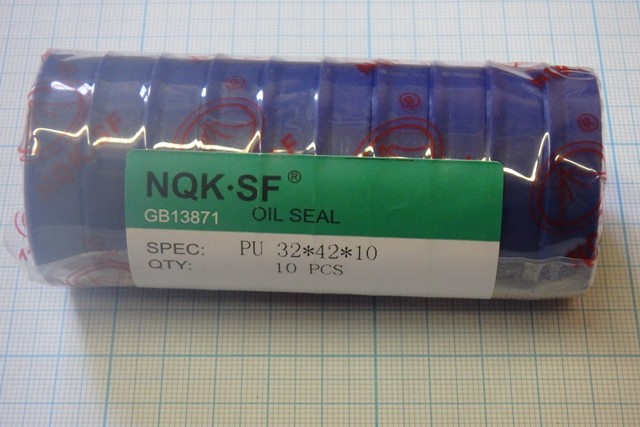 NQK·SF®
GB13871 OIL SEAL
SPEC: PU 32*42*10
QTY: 10 PCS